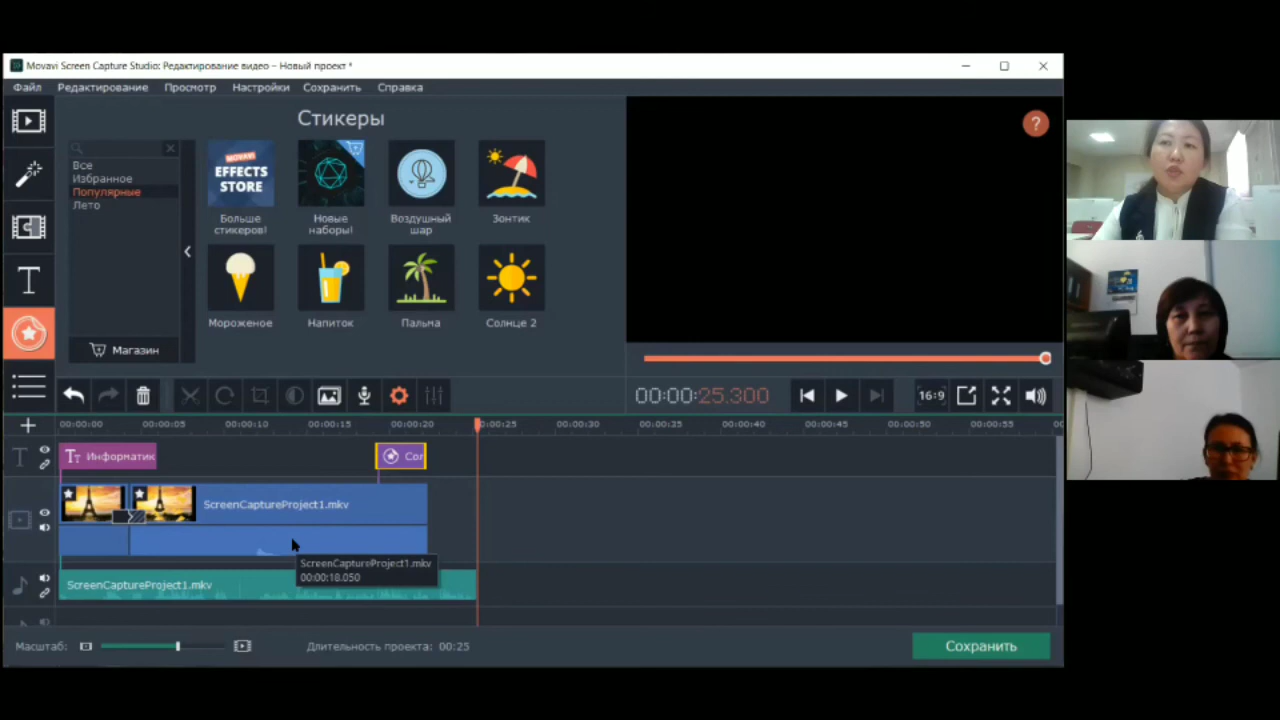 Movavi Screen Capture Studio: Редактирование видео – Новый проект *
Файл Редактирование Просмотр Настройки Сохранить Справка
Стикеры
?
Все
Избранное
Популярные
Лето
MOVAVI
EFFECTS
STORE
Больше
стикеров!
Новые
наборы!
Воздушный
шар
Зонтик
Мороженое
Напиток
Пальма
Солнце 2
Магазин
00:00:25.300
16:9
00:00:00 00:00:05 00:00:10 00:00:15 00:00:20 00:00:25 00:00:30 00:00:35 00:00:40 00:00:45 00:00:50 00:00:55 00
Информатик
Сог
ScreenCaptureProject1.mkv
ScreenCaptureProject1.mkv
00:00:18.050
ScreenCaptureProject1.mkv
Масштаб:
Длительность проекта: 00:25
Сохранить